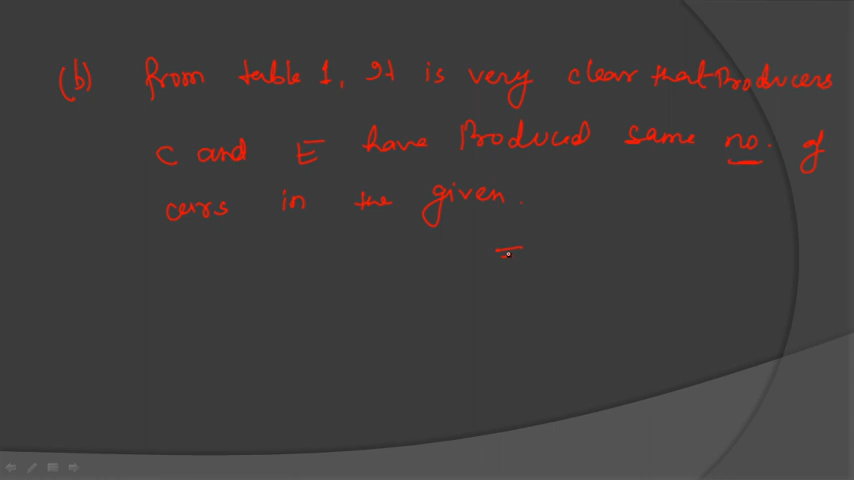 (b) From table 1, It is very clear that Producers
C and E have Produced same no. of
cars in the given.